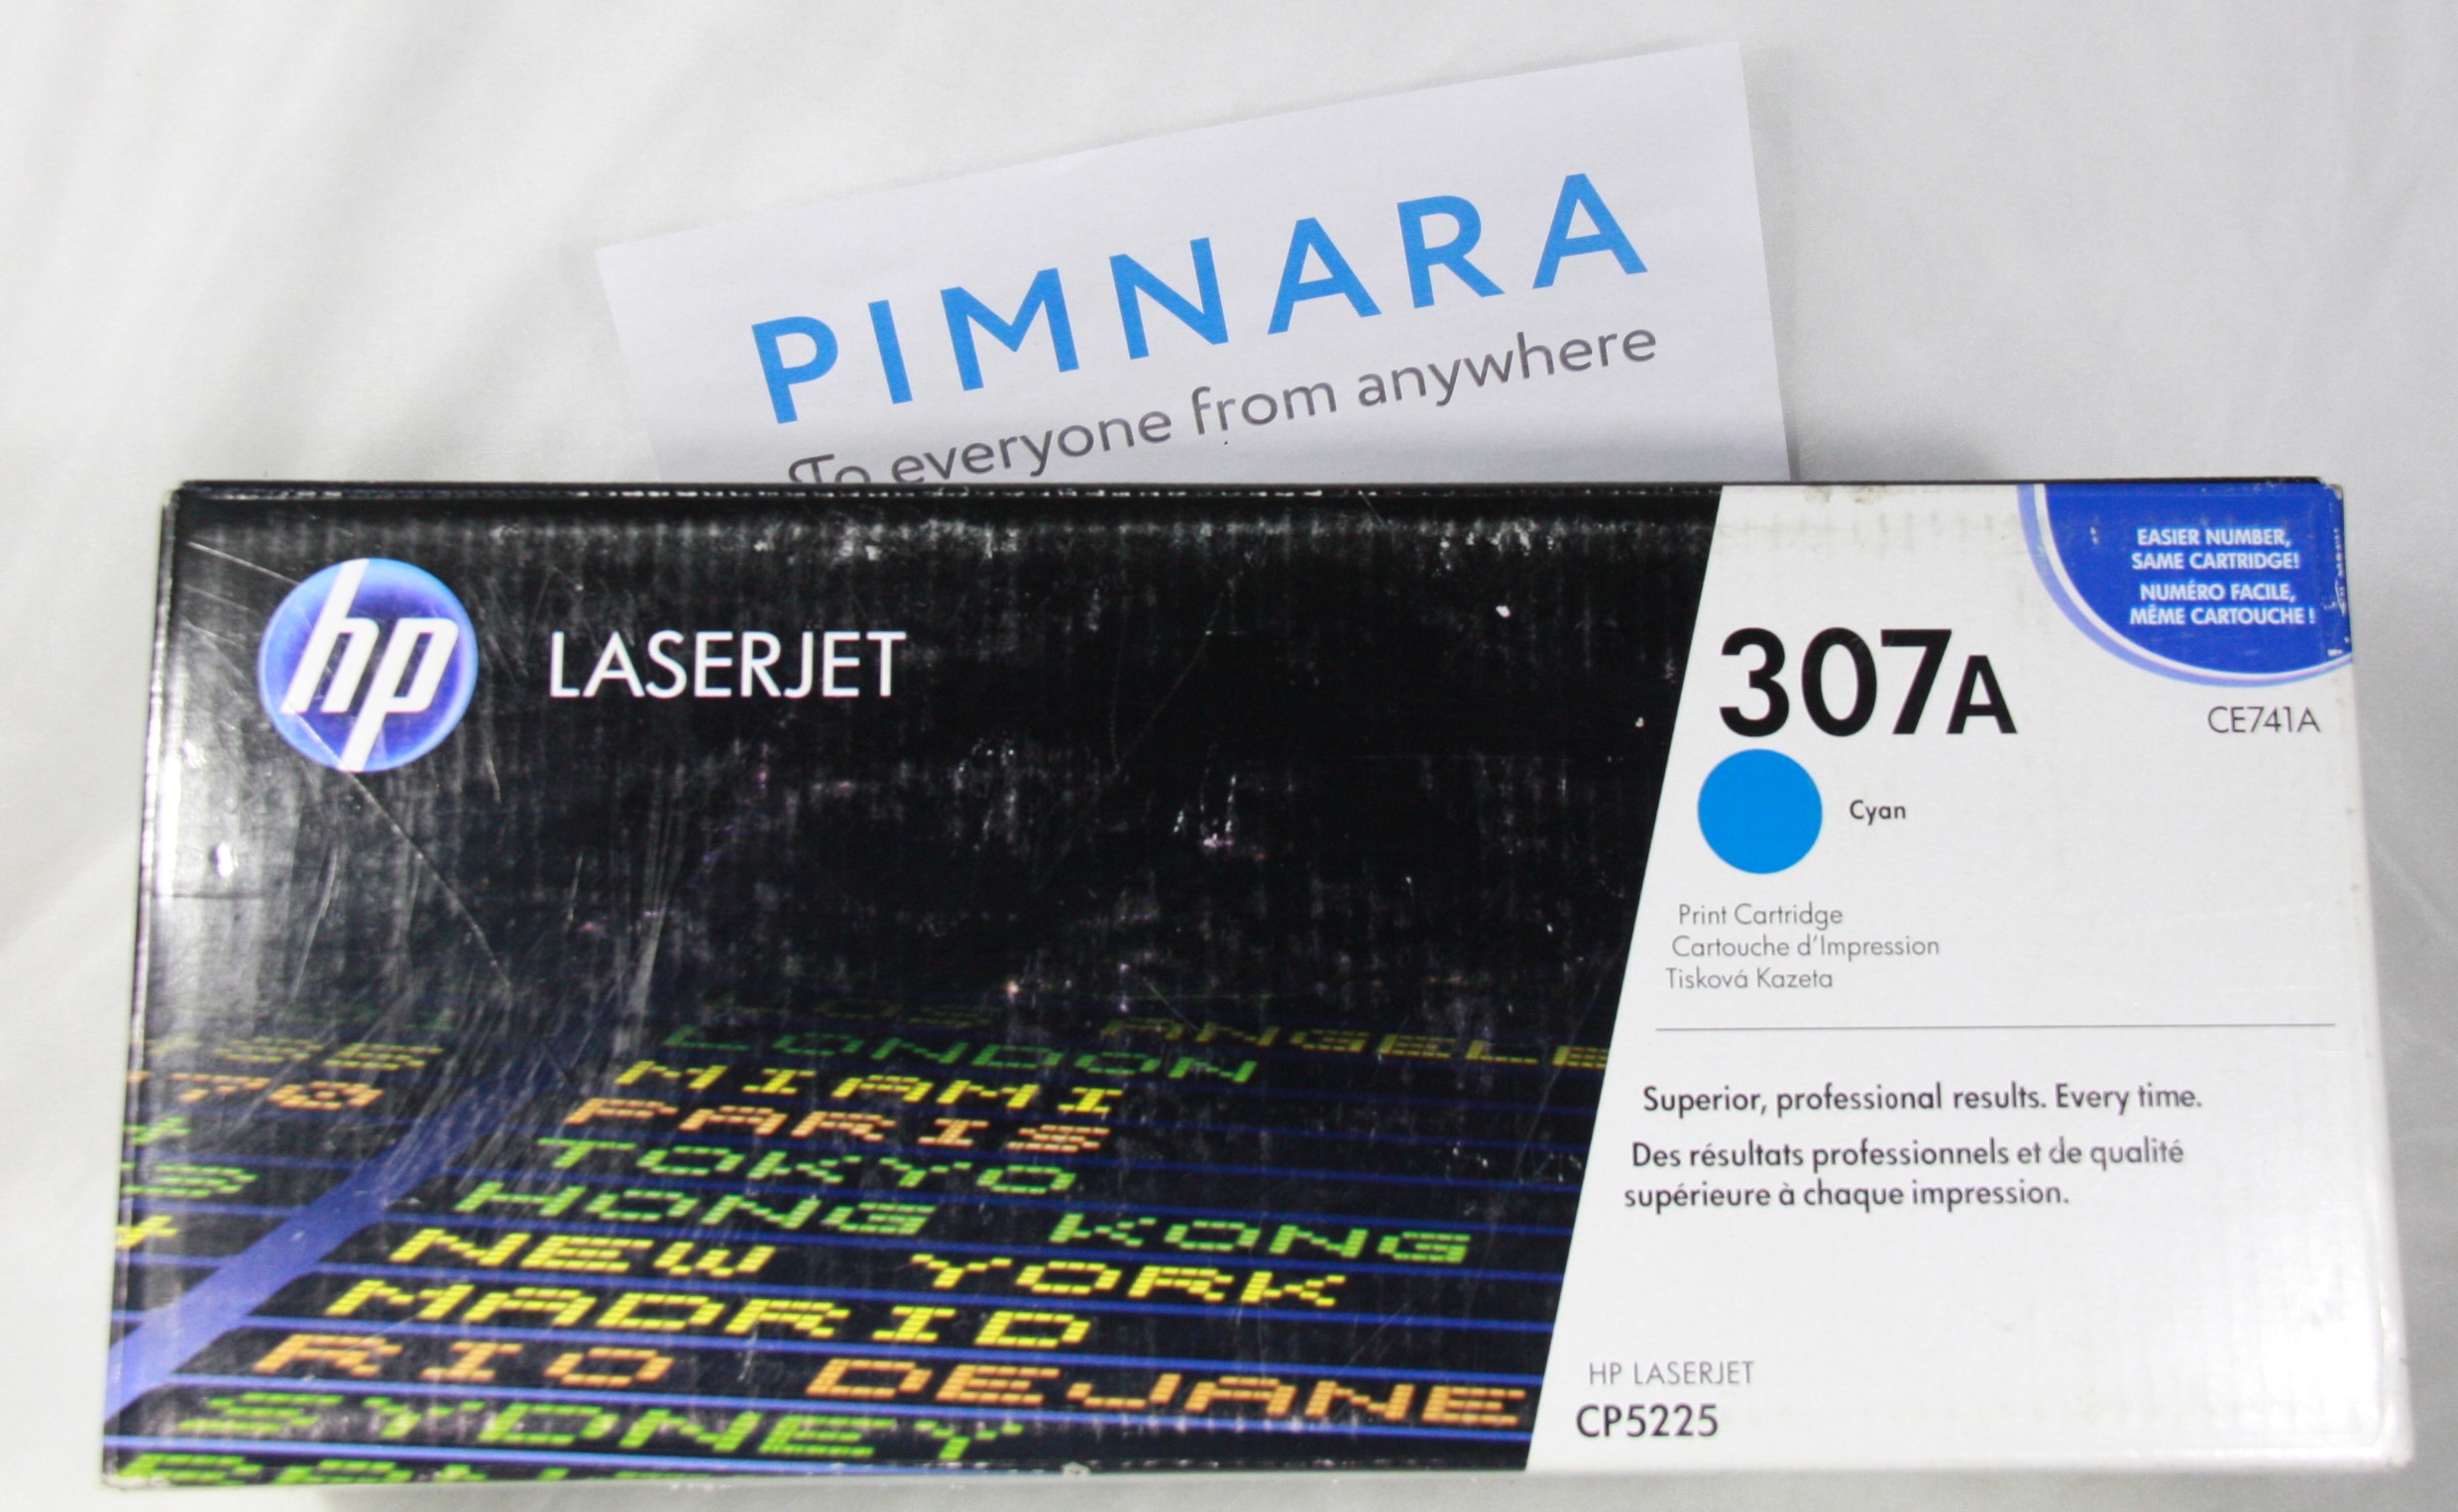 PIMNARA
To everyone from anywhere
hp
LASERJET
EASIER NUMBER,
SAME CARTRIDGE!
NUMÉRO FACILE,
MÊME CARTOUCHE !
307A
CE741A
Cyan
Print Cartridge
Cartouche d'Impression
Tisková Kazeta
Superior, professional results. Every time.
Des résultats professionnels et de qualité
supérieure à chaque impression.
HP LASERJET
CP5225
ANGELE
LONDON
MIAMI
PARIS
TOKYO
HONG KONG
NEW YORK
MADRID
RIO DEJANE
SYDNEY